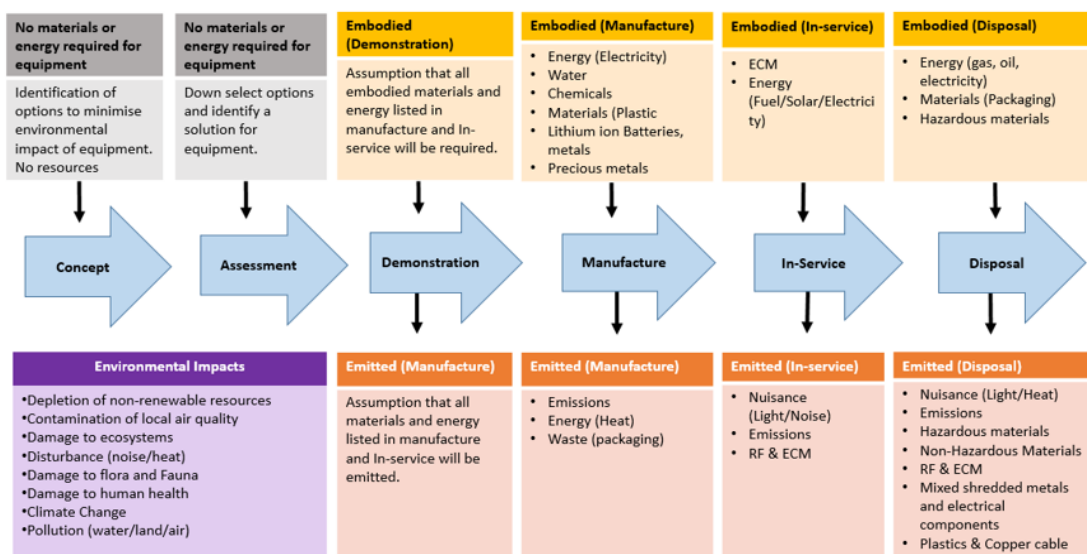 No materials or
energy required for
equipment
Identification of
options to minimise
environmental
impact of equipment.
No resources
No materials or
energy required for
equipment
Down select options
and identify a
solution for
equipment.
Embodied
(Demonstration)
Assumption that all
embodied materials and
energy listed in
manufacture and In-
service will be required.
Embodied (Manufacture)
• Energy (Electricity)
• Water
• Chemicals
• Materials (Plastic
• Lithium ion Batteries,
metals
• Precious metals
Embodied (In-service)
• ECM
• Energy
(Fuel/Solar/Electrici
ty)
Embodied (Disposal)
• Energy (gas, oil,
electricity)
• Materials (Packaging)
• Hazardous materials
Concept
Assessment
Demonstration
Manufacture
In-Service
Disposal
Environmental Impacts
•Depletion of non-renewable resources
•Contamination of local air quality
•Damage to ecosystems
•Disturbance (noise/heat)
•Damage to flora and Fauna
•Damage to human health
•Climate Change
•Pollution (water/land/air)
Emitted (Manufacture)
Assumption that all
materials and energy
listed in manufacture
and In-service will be
emitted.
Emitted (Manufacture)
• Emissions
• Energy (Heat)
• Waste (packaging)
Emitted (In-service)
• Nuisance
(Light/Noise)
• Emissions
• RF & ECM
Emitted (Disposal)
• Nuisance (Light/Heat)
• Emissions
• Hazardous materials
• Non-Hazardous Materials
• RF & ECM
• Mixed shredded metals
and electrical
components
• Plastics & Copper cable